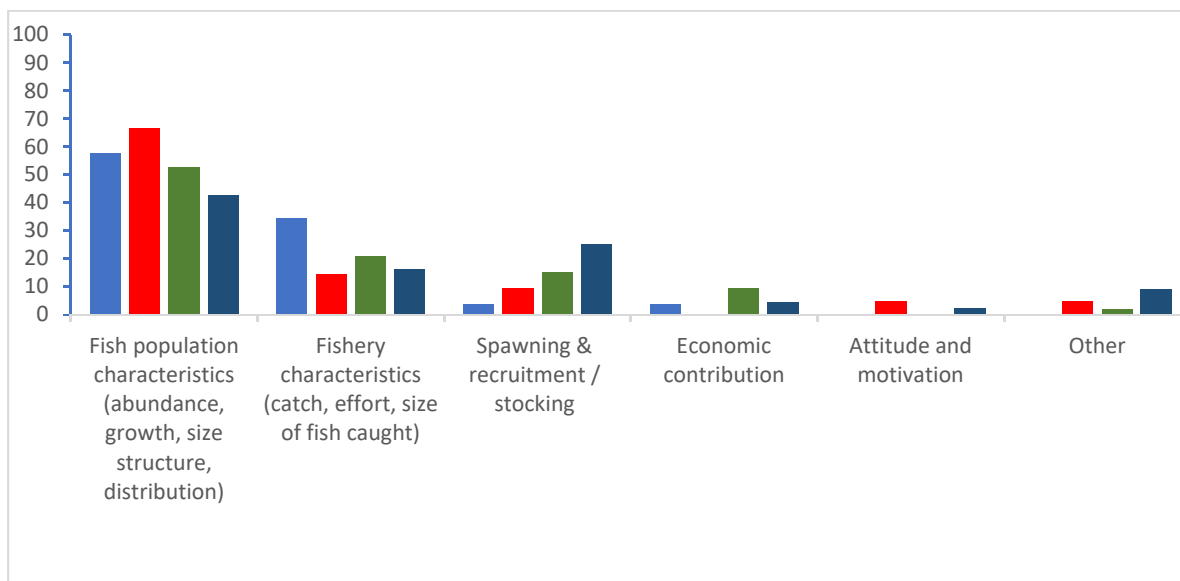 100
90
80
70
60
50
40
30
20
10
0
Fish population
characteristics
(abundance,
growth, size
structure,
distribution)
Fishery
characteristics
(catch, effort, size
of fish caught)
Spawning &
recruitment /
stocking
Economic
contribution
Attitude and
motivation
Other